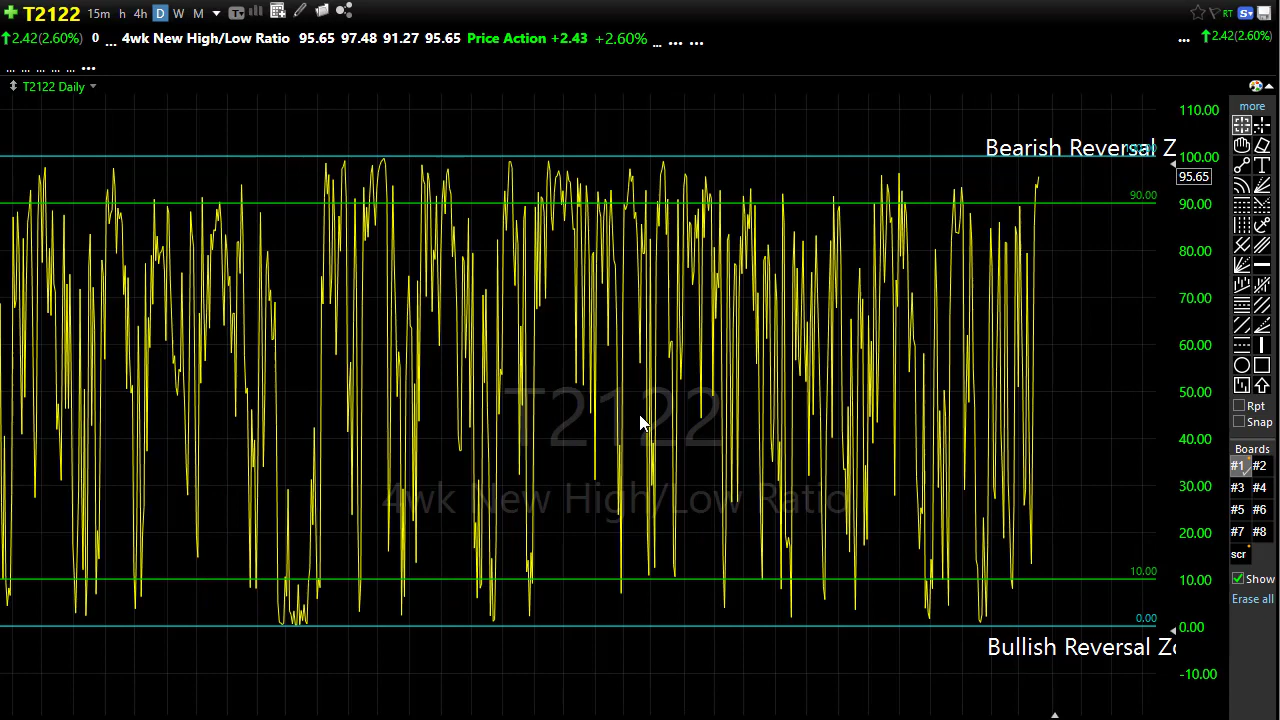 T2122 15m h 4h D W M T RT S
2.42(2.60%) 0 ... 4wk New High/Low Ratio 95.65 97.48 91.27 95.65 Price Action +2.43 +2.60% ... ... ... ... 2.42(2.60%)
... ... ... ... ... ...
T2122 Daily
more
110.00
Bearish Reversal Z
100.00
95.65
90.00 90.00
80.00
70.00
60.00
50.00
T2122
Rpt
Snap
40.00
Boards
#1 #2
30.00
#3 #4
4wk New High/Low Ratio
#5 #6
20.00
#7 #8
scr
10.00 10.00
Show
Erase all
0.00 0.00
Bullish Reversal Zo
-10.00